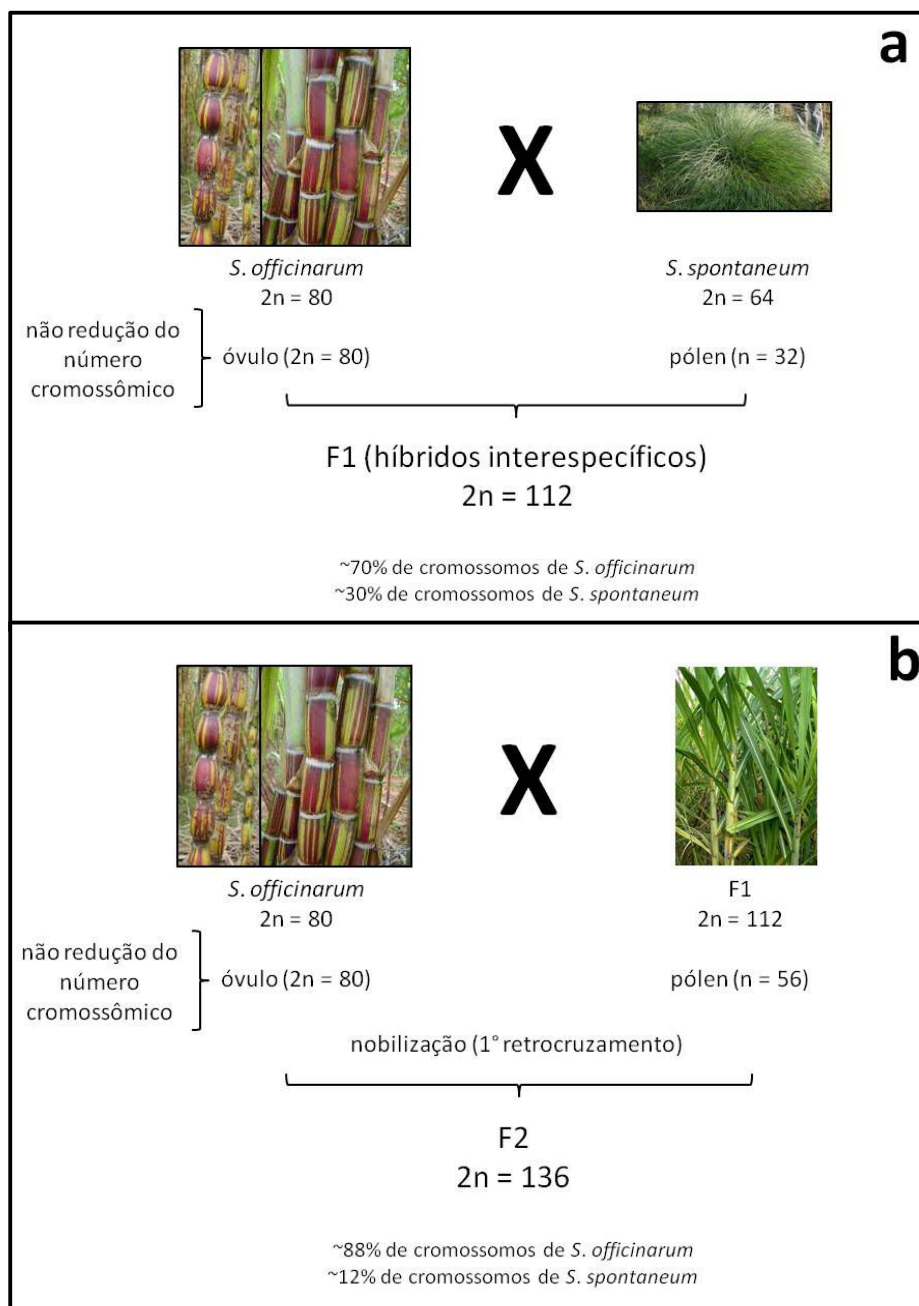 a
X
S. officinarum
2n = 80
S. spontaneum
2n = 64
não redução do
número
cromossômico
óvulo (2n = 80)
pólen (n = 32)
F1 (híbridos interespecíficos)
2n = 112
~70% de cromossomos de S. officinarum
~30% de cromossomos de S. spontaneum
b
X
S. officinarum
2n = 80
F1
2n = 112
não redução do
número
cromossômico
óvulo (2n = 80)
pólen (n = 56)
nobilização (1° retrocruzamento)
F2
2n = 136
~88% de cromossomos de S. officinarum
~12% de cromossomos de S. spontaneum